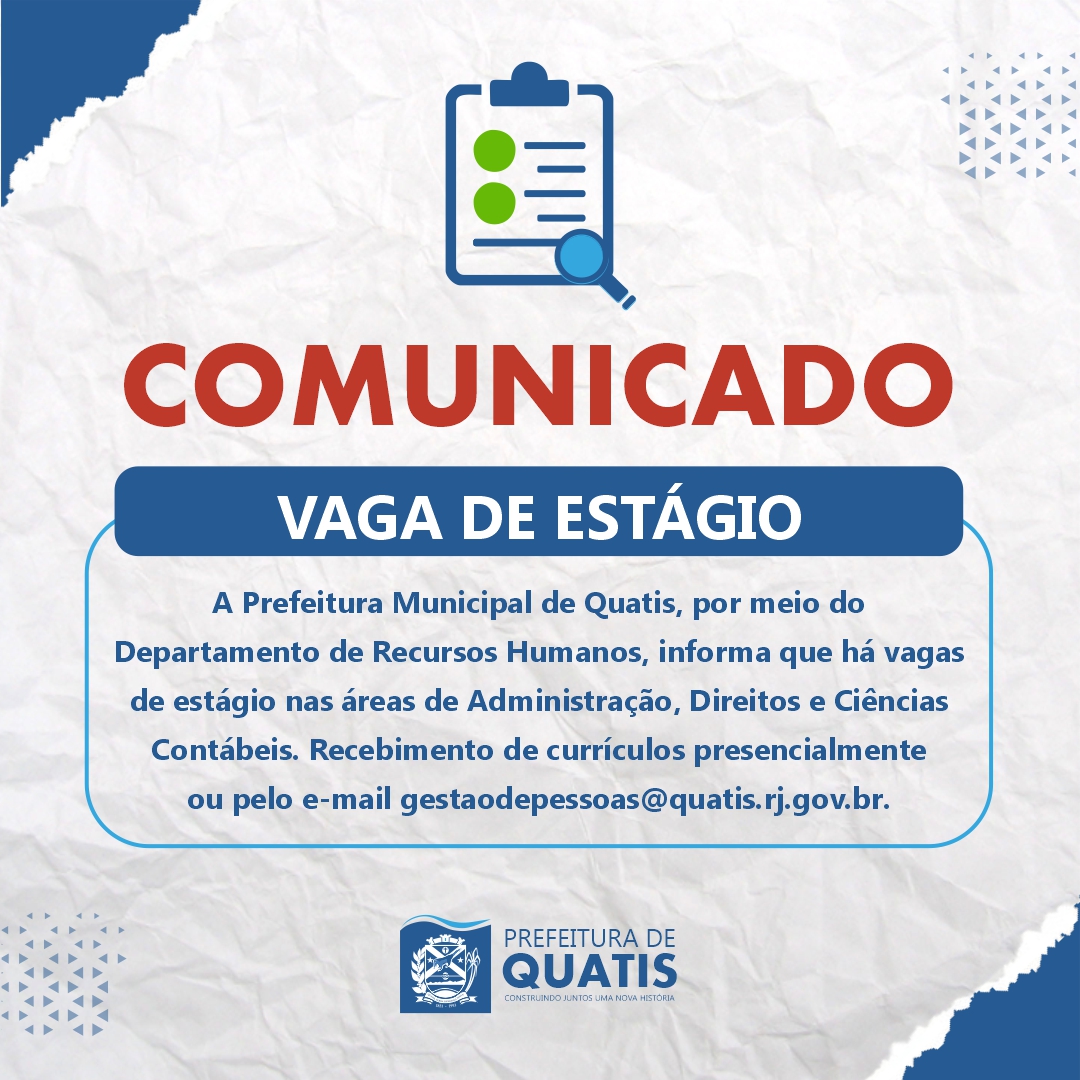 COMUNICADO
VAGA DE ESTÁGIO
A Prefeitura Municipal de Quatis, por meio do
Departamento de Recursos Humanos, informa que há vagas
de estágio nas áreas de Administração, Direitos e Ciências
Contábeis. Recebimento de currículos presencialmente
ou pelo e-mail gestaodepessoas@quatis.rj.gov.br.
PREFEITURA DE
QUATIS
CONSTRUINDO JUNTOS UMA NOVA HISTÓRIA